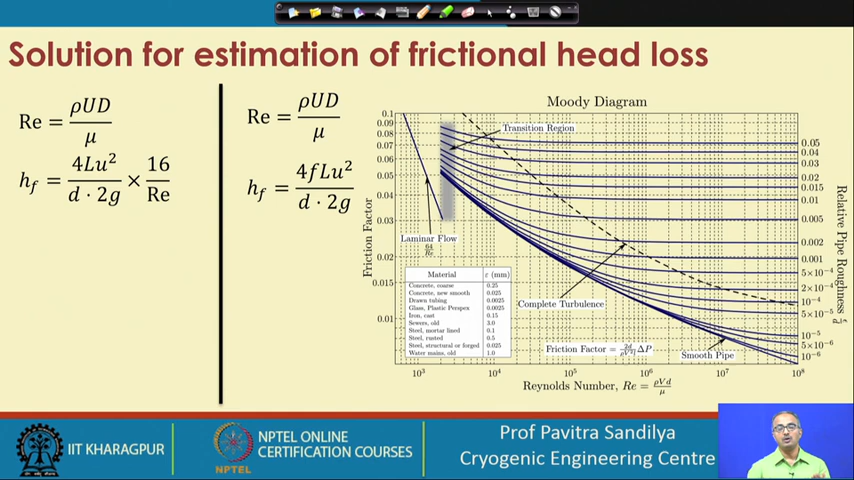 Solution for estimation of frictional head loss
Re = ρUD/μ
h_f = 4Lu²/(d · 2g) × 16/Re
Re = ρUD/μ
h_f = 4fLu²/(d · 2g)
Moody Diagram
Transition Region
Laminar Flow
64/Re
Complete Turbulence
Smooth Pipe
Friction Factor = 2d/(ρV²l) ΔP
Material ε (mm)
Concrete, coarse 0.25
Concrete, new smooth 0.025
Drawn tubing 0.0025
Glass, Plastic Perspex 0.0025
Iron, cast 0.15
Sewers, old 3.0
Steel, mortar lined 0.1
Steel, rusted 0.5
Steel, structural or forged 0.025
Water mains, old 1.0
Friction Factor
0.1
0.09
0.08
0.07
0.06
0.05
0.04
0.03
0.02
0.015
0.01
0.05
0.04
0.03
0.02
0.015
0.01
0.005
0.002
0.001
5×10⁻⁴
2×10⁻⁴
10⁻⁴
5×10⁻⁵
10⁻⁵
5×10⁻⁶
10⁻⁶
Relative Pipe Roughness ε/d
10³ 10⁴ 10⁵ 10⁶ 10⁷ 10⁸
Reynolds Number, Re = ρVd/μ
IIT KHARAGPUR
NPTEL
NPTEL ONLINE
CERTIFICATION COURSES
Prof Pavitra Sandilya
Cryogenic Engineering Centre